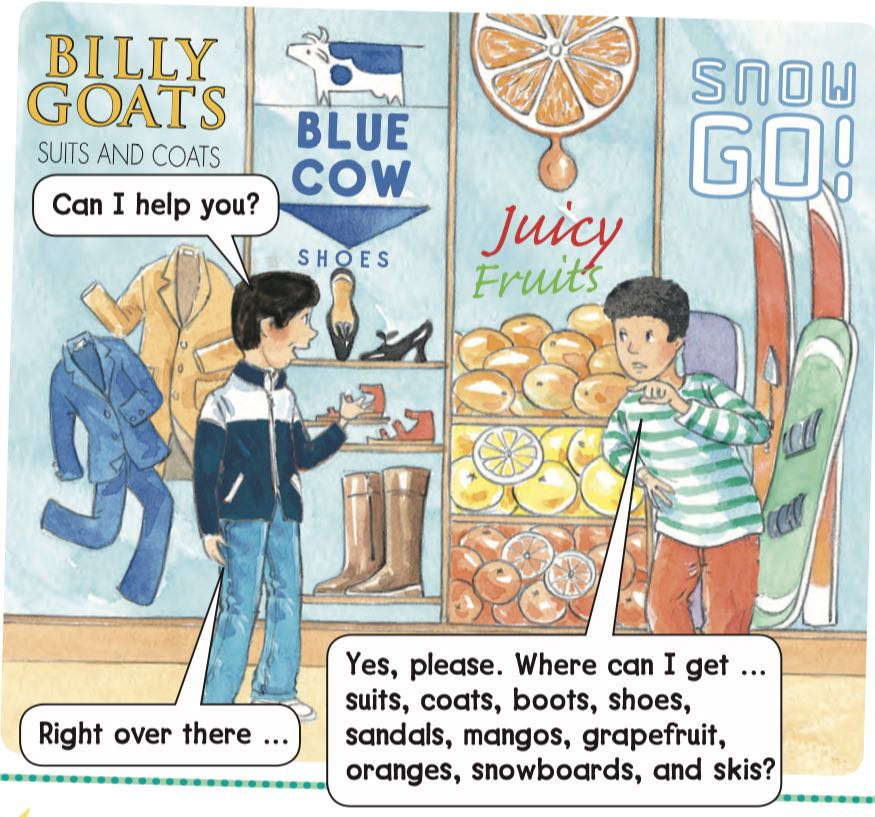 BILLY
GOATS
SUITS AND COATS
BLUE
COW
SHOES
Juicy
Fruits
SNOW
GO!
Can I help you?
Yes, please. Where can I get ...
suits, coats, boots, shoes,
sandals, mangos, grapefruit,
oranges, snowboards, and skis?
Right over there ...